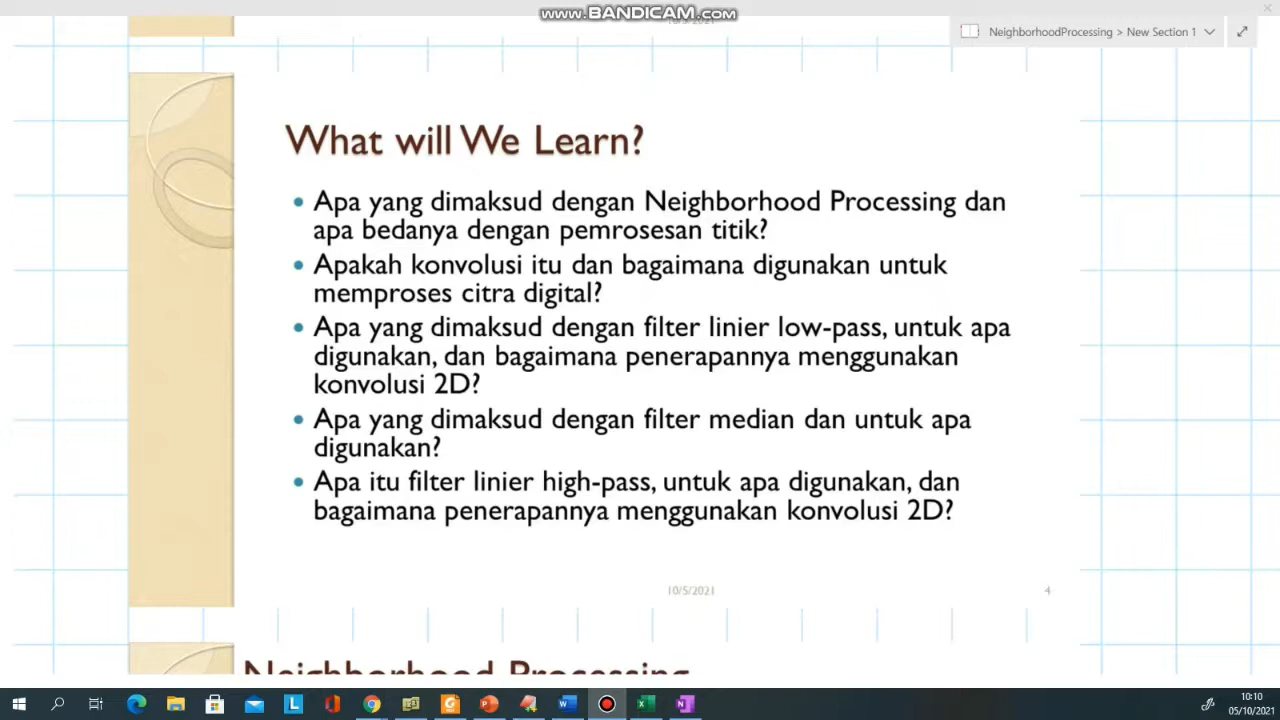 www.BANDICAM.com
NeighborhoodProcessing > New Section 1
What will We Learn?
• Apa yang dimaksud dengan Neighborhood Processing dan
apa bedanya dengan pemrosesan titik?
• Apakah konvolusi itu dan bagaimana digunakan untuk
memproses citra digital?
• Apa yang dimaksud dengan filter linier low-pass, untuk apa
digunakan, dan bagaimana penerapannya menggunakan
konvolusi 2D?
• Apa yang dimaksud dengan filter median dan untuk apa
digunakan?
• Apa itu filter linier high-pass, untuk apa digunakan, dan
bagaimana penerapannya menggunakan konvolusi 2D?
10/5/2021
4
Neighborhood Processing
10:10
05/10/2021